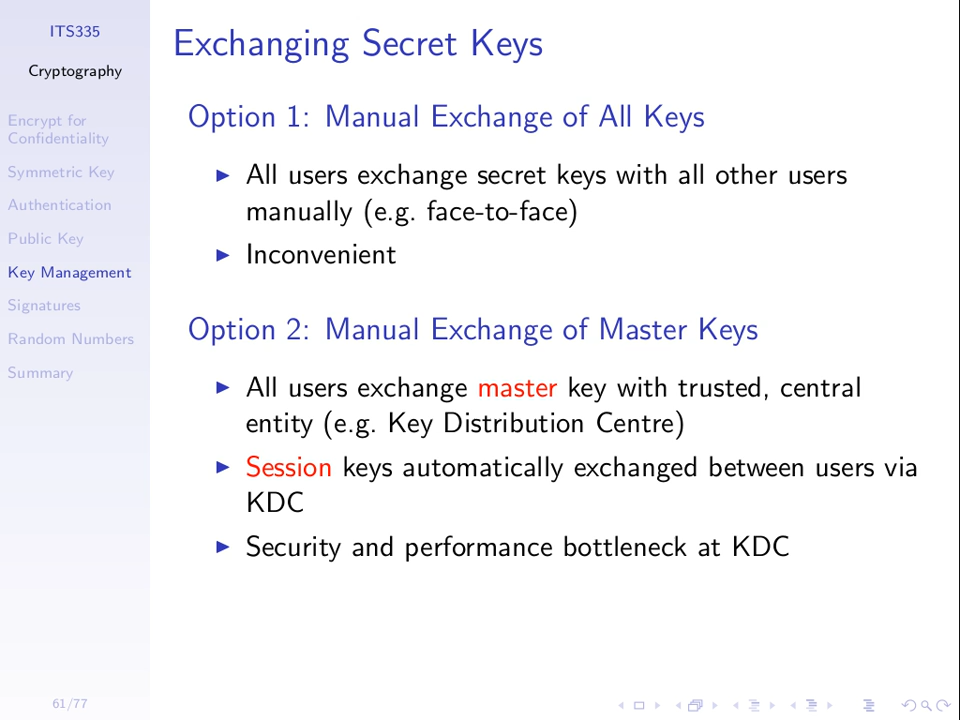 ITS335
Cryptography
Encrypt for
Confidentiality
Symmetric Key
Authentication
Public Key
Key Management
Signatures
Random Numbers
Summary
61/77
Exchanging Secret Keys
Option 1: Manual Exchange of All Keys
All users exchange secret keys with all other users
manually (e.g. face-to-face)
Inconvenient
Option 2: Manual Exchange of Master Keys
All users exchange master key with trusted, central
entity (e.g. Key Distribution Centre)
Session keys automatically exchanged between users via
KDC
Security and performance bottleneck at KDC